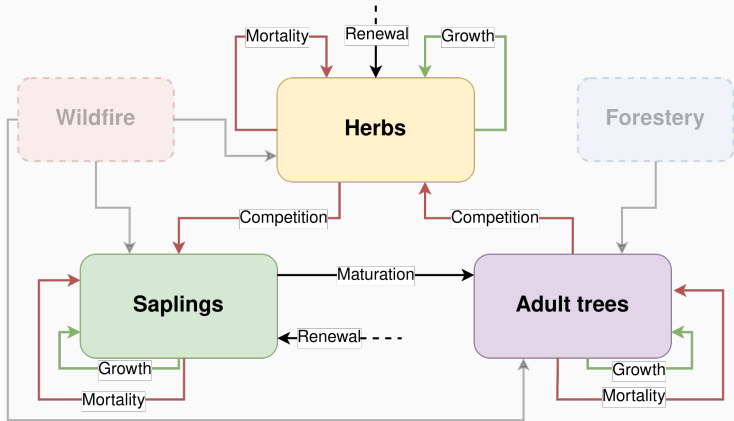 Mortality
Renewal
Growth
Wildfire
Herbs
Forestery
Competition
Competition
Saplings
Maturation
Adult trees
Renewal
Growth
Mortality
Growth
Mortality